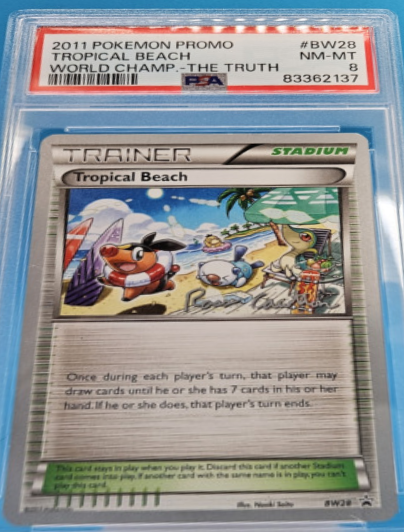 2011 POKEMON PROMO #BW28
TROPICAL BEACH NM-MT
WORLD CHAMP.-THE TRUTH 8
PSA 83362137
TRAINER STADIUM
Tropical Beach
Once during each player's turn, that player may
draw cards until he or she has 7 cards in his or her
hand. If he or she does, that player's turn ends.
This card stays in play when you play it. Discard this card if another Stadium
card comes into play. If another card with the same name is in play, you can't
play this card.
Illus. Naoki Saito BW28